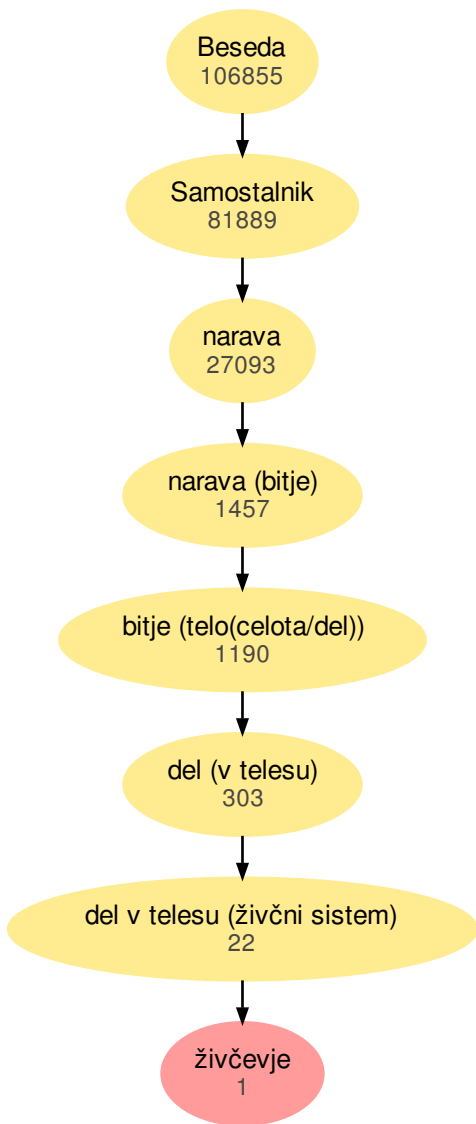 Beseda
106855
Samostalnik
81889
narava
27093
narava (bitje)
1457
bitje (telo(celota/del))
1190
del (v telesu)
303
del v telesu (živčni sistem)
22
živčevje
1